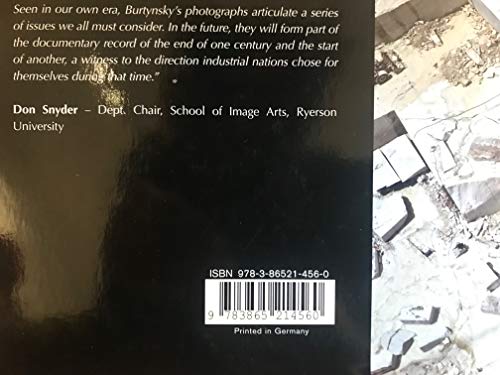 Seen in our own era, Burtynsky's photographs articulate a series
of issues we all must consider. In the future, they will form part
of the documentary record of the end of one century and the start
of another, a witness to the direction industrial nations chose for
themselves during that time."
Don Snyder – Dept. Chair, School of Image Arts, Ryerson
University
ISBN 978-3-86521-456-0
9 783865 214560
Printed in Germany